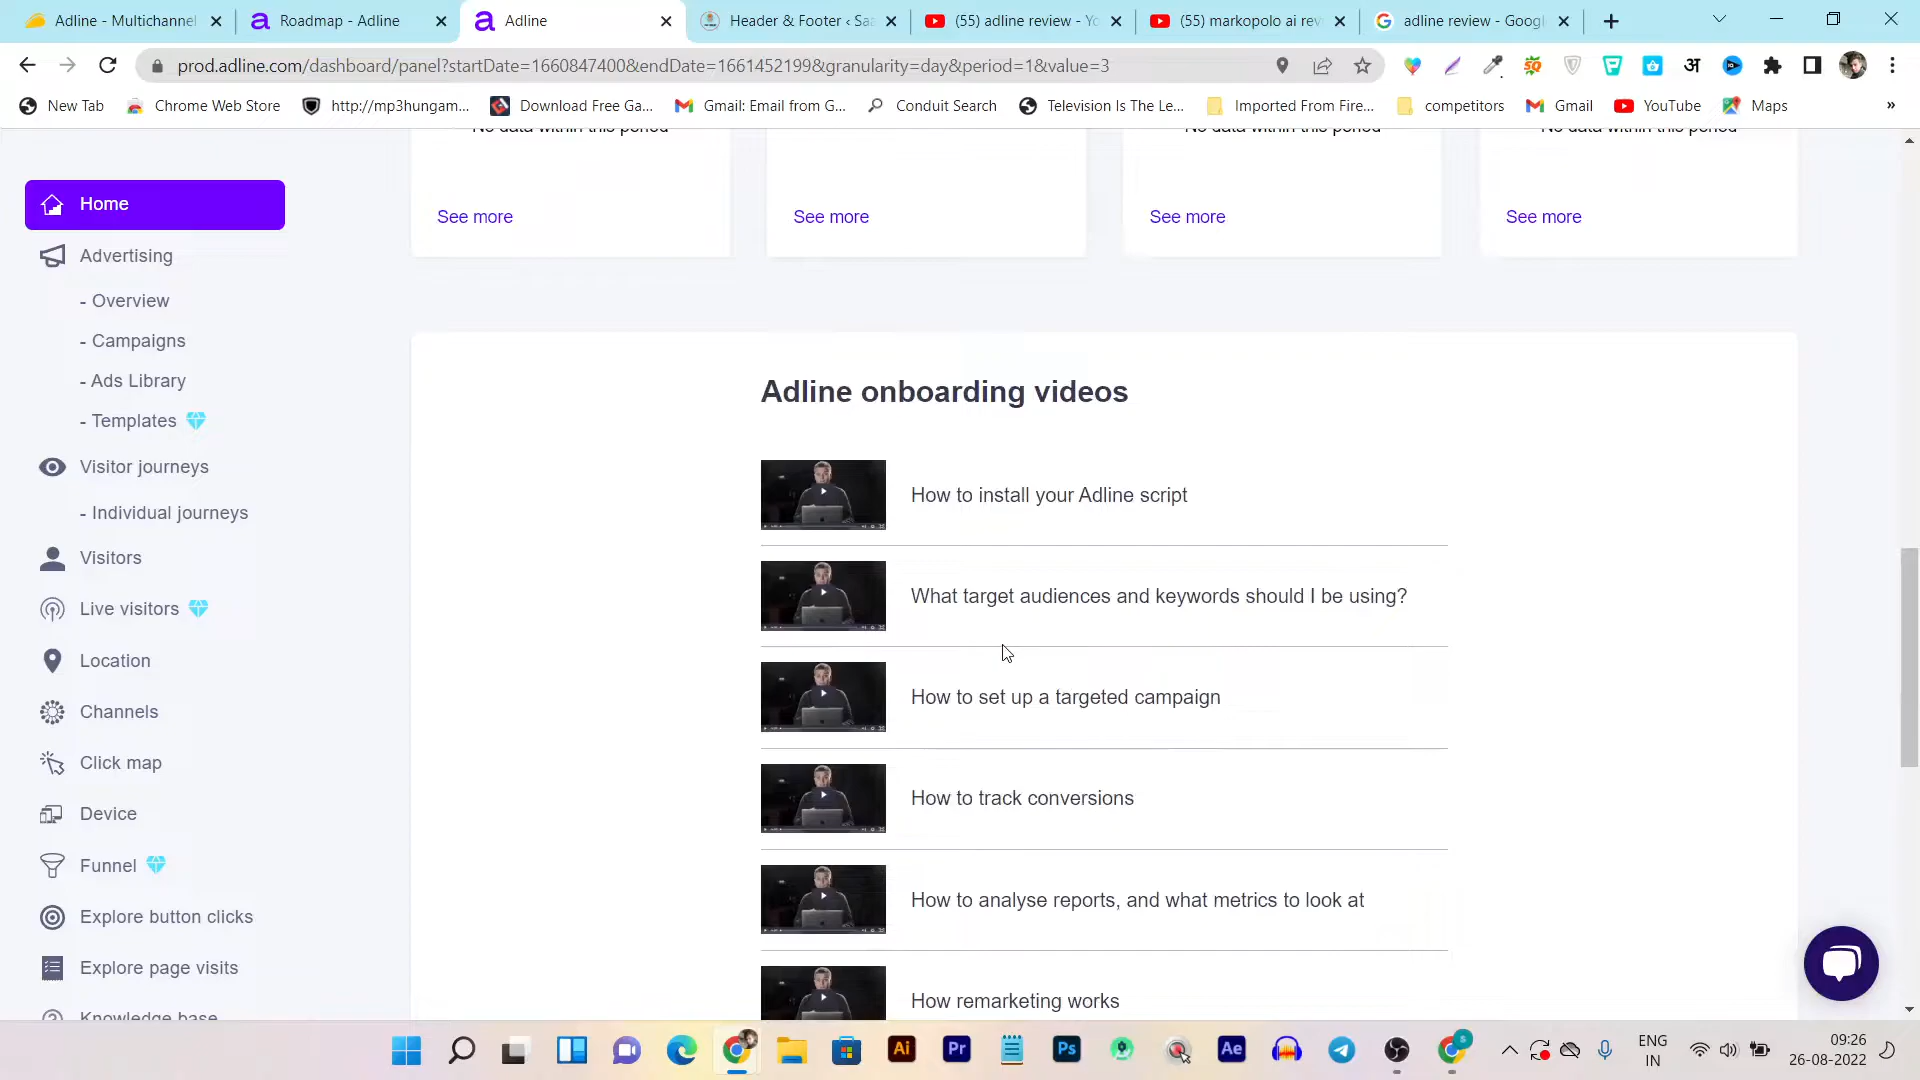 Adline - Multichannel
Roadmap - Adline
Adline
Header & Footer ‹ Saa
(55) adline review - Yo
(55) markopolo ai rev
adline review - Googl
prod.adline.com/dashboard/panel?startDate=1660847400&endDate=1661452199&granularity=day&period=1&value=3
New Tab
Chrome Web Store
http://mp3hungam...
Download Free Ga...
Gmail: Email from G...
Conduit Search
Television Is The Le...
Imported From Fire...
competitors
Gmail
YouTube
Maps
»
No data within this period
No data within this period
No data within this period
See more
See more
See more
See more
Home
Advertising
- Overview
- Campaigns
- Ads Library
- Templates
Visitor journeys
- Individual journeys
Visitors
Live visitors
Location
Channels
Click map
Device
Funnel
Explore button clicks
Explore page visits
Knowledge base
Adline onboarding videos
How to install your Adline script
What target audiences and keywords should I be using?
How to set up a targeted campaign
How to track conversions
How to analyse reports, and what metrics to look at
How remarketing works
Ai
Pr
Ps
Ae
ENG
IN
09:26
26-08-2022